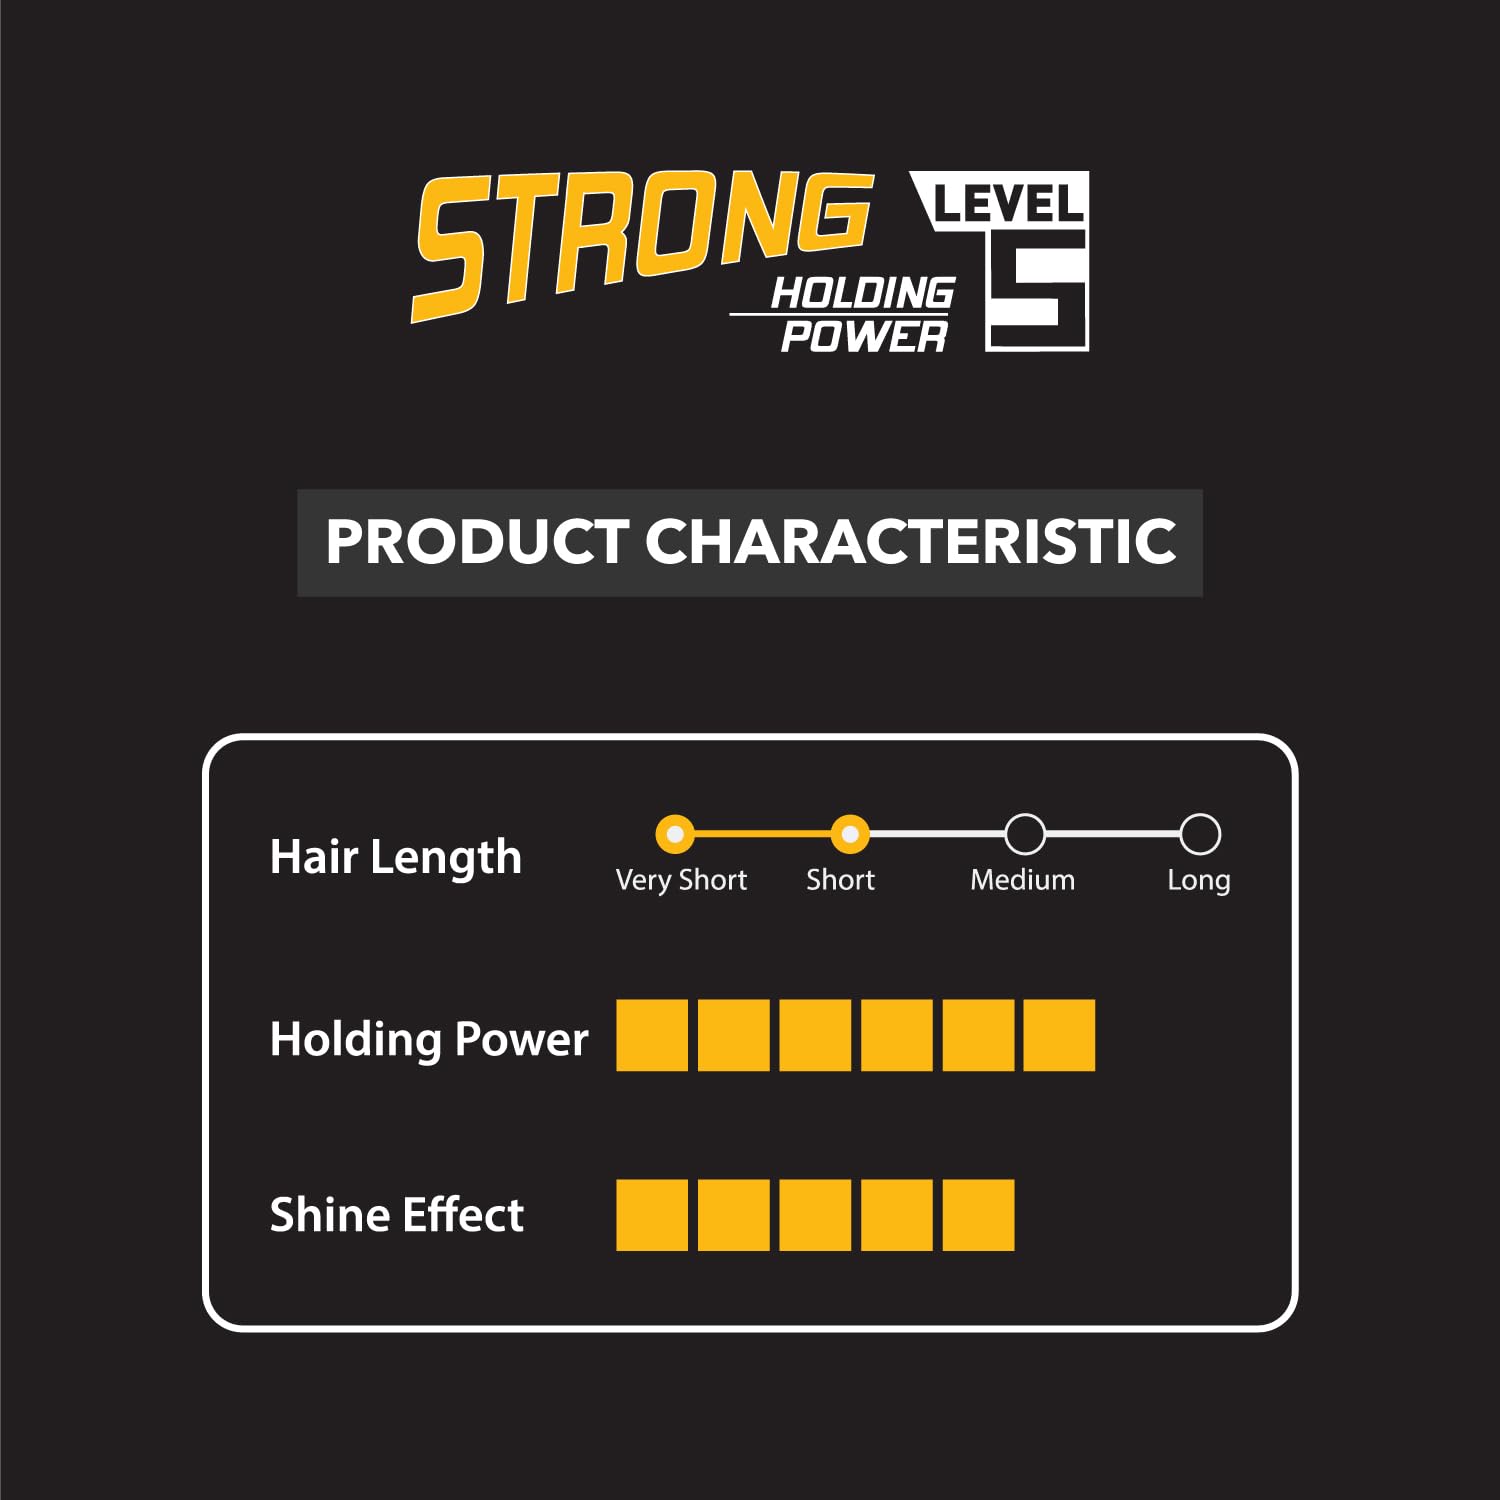 STRONG
LEVEL
5
HOLDING
POWER
PRODUCT CHARACTERISTIC
Hair Length
Very Short Short Medium Long
Holding Power
Shine Effect